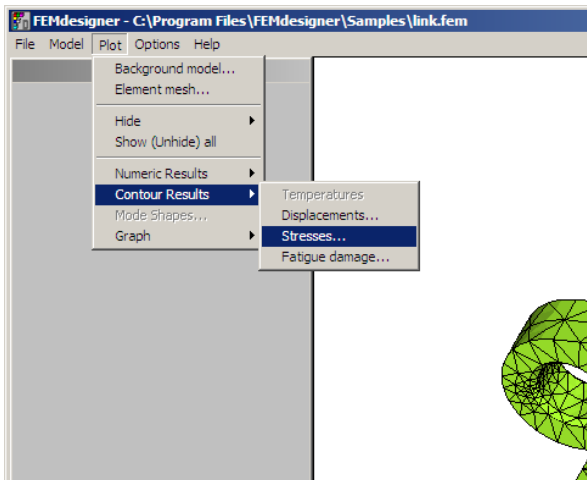 FEMdesigner - C:\Program Files\FEMdesigner\Samples\link.fem
File Model Plot Options Help
Background model...
Element mesh...
Hide
Show (Unhide) all
Numeric Results
Contour Results
Mode Shapes...
Graph
Temperatures
Displacements...
Stresses...
Fatigue damage...